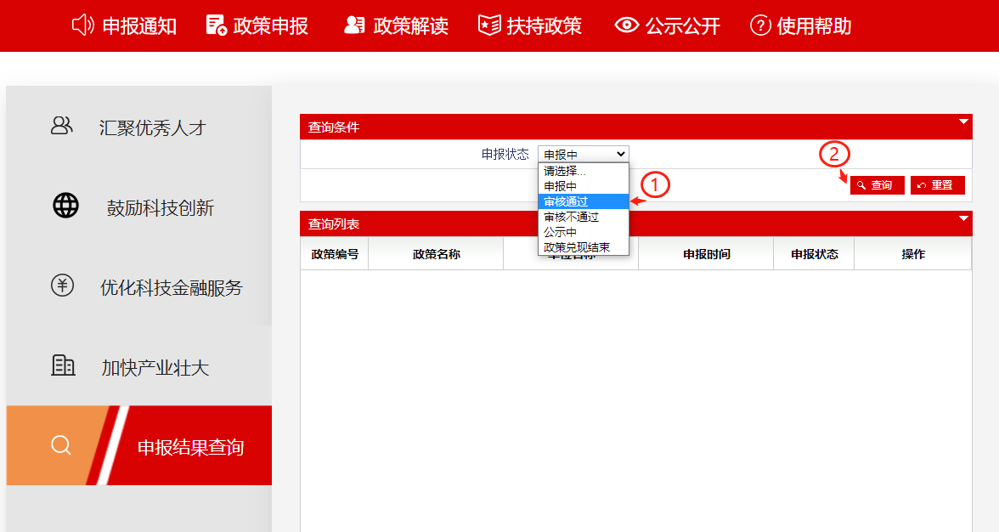 申报通知 政策申报 政策解读 扶持政策 公示公开 使用帮助
汇聚优秀人才
鼓励科技创新
优化科技金融服务
加快产业壮大
申报结果查询
查询条件
申报状态 申报中
请选择...
申报中
审核通过
审核不通过
公示中
政策兑现结束
1
2
查询 重置
查询列表
政策编号 政策名称 申报时间 申报状态 操作